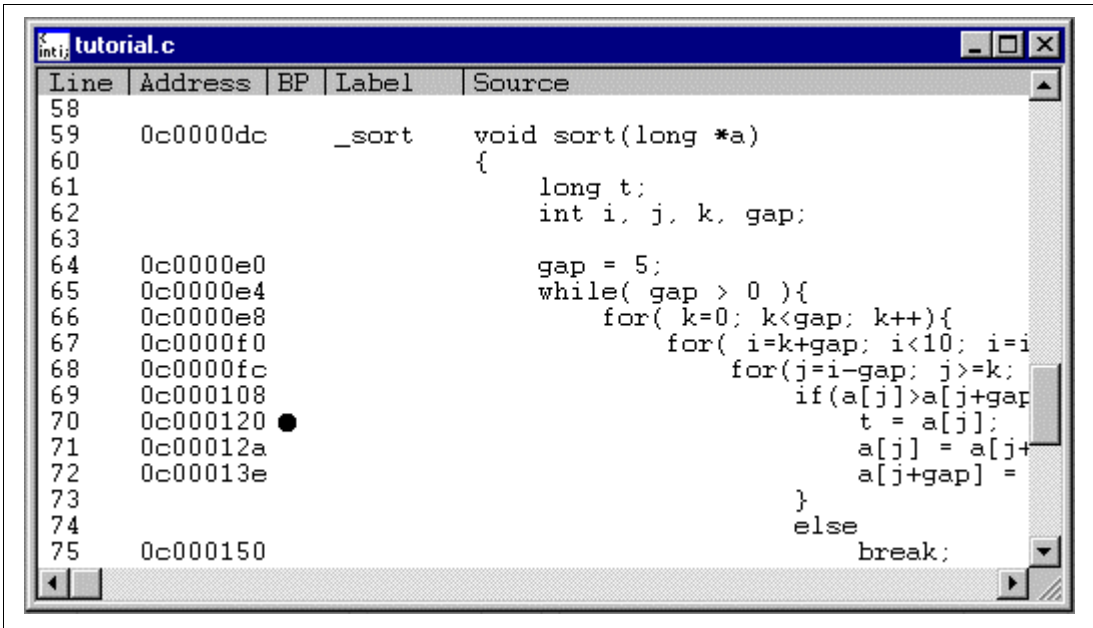 inti; tutorial.c
Line Address BP Label Source
58
59 0c0000dc _sort void sort(long *a)
60 {
61 long t;
62 int i, j, k, gap;
63
64 0c0000e0 gap = 5;
65 0c0000e4 while( gap > 0 ){
66 0c0000e8 for( k=0; k<gap; k++){
67 0c0000f0 for( i=k+gap; i<10; i=i
68 0c0000fc for(j=i-gap; j>=k;
69 0c000108 if(a[j]>a[j+gap
70 0c000120 ● t = a[j];
71 0c00012a a[j] = a[j+
72 0c00013e a[j+gap] =
73 }
74 else
75 0c000150 break;